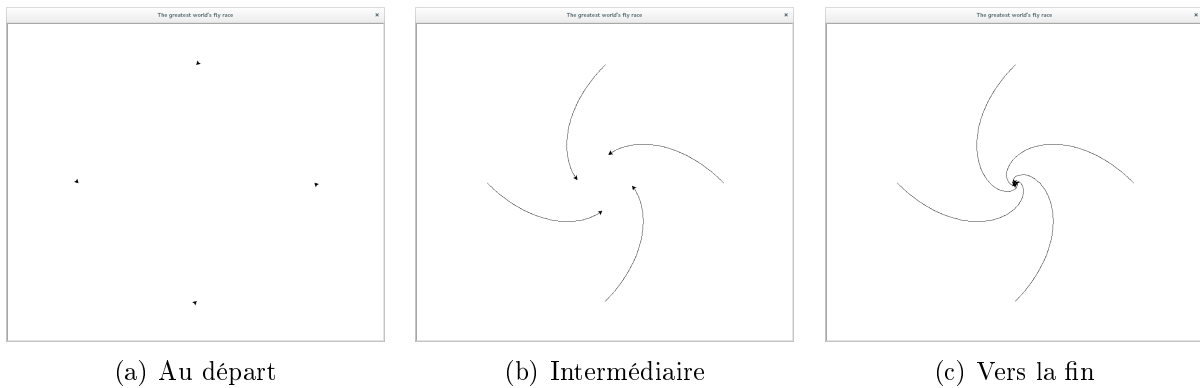 The greatest world's fly race
×
The greatest world's fly race
×
The greatest world's fly race
×
(a) Au départ
(b) Intermédiaire
(c) Vers la fin